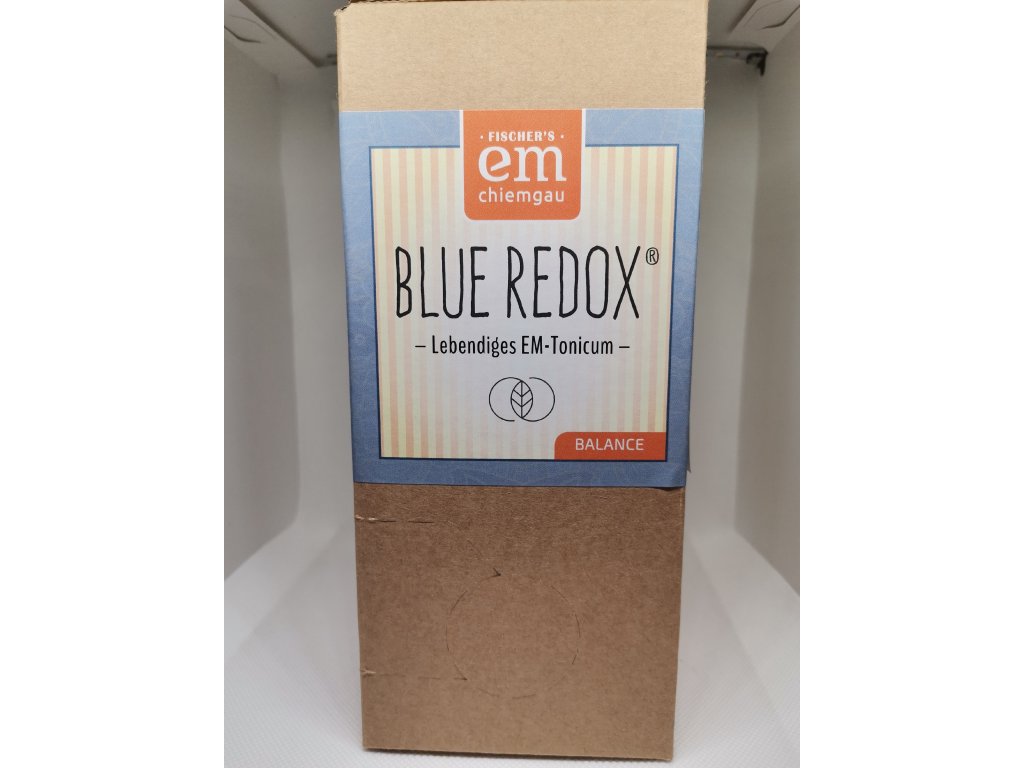 · FISCHER'S ·
em
chiemgau
BLUE REDOX®
– Lebendiges EM-Tonicum –
BALANCE